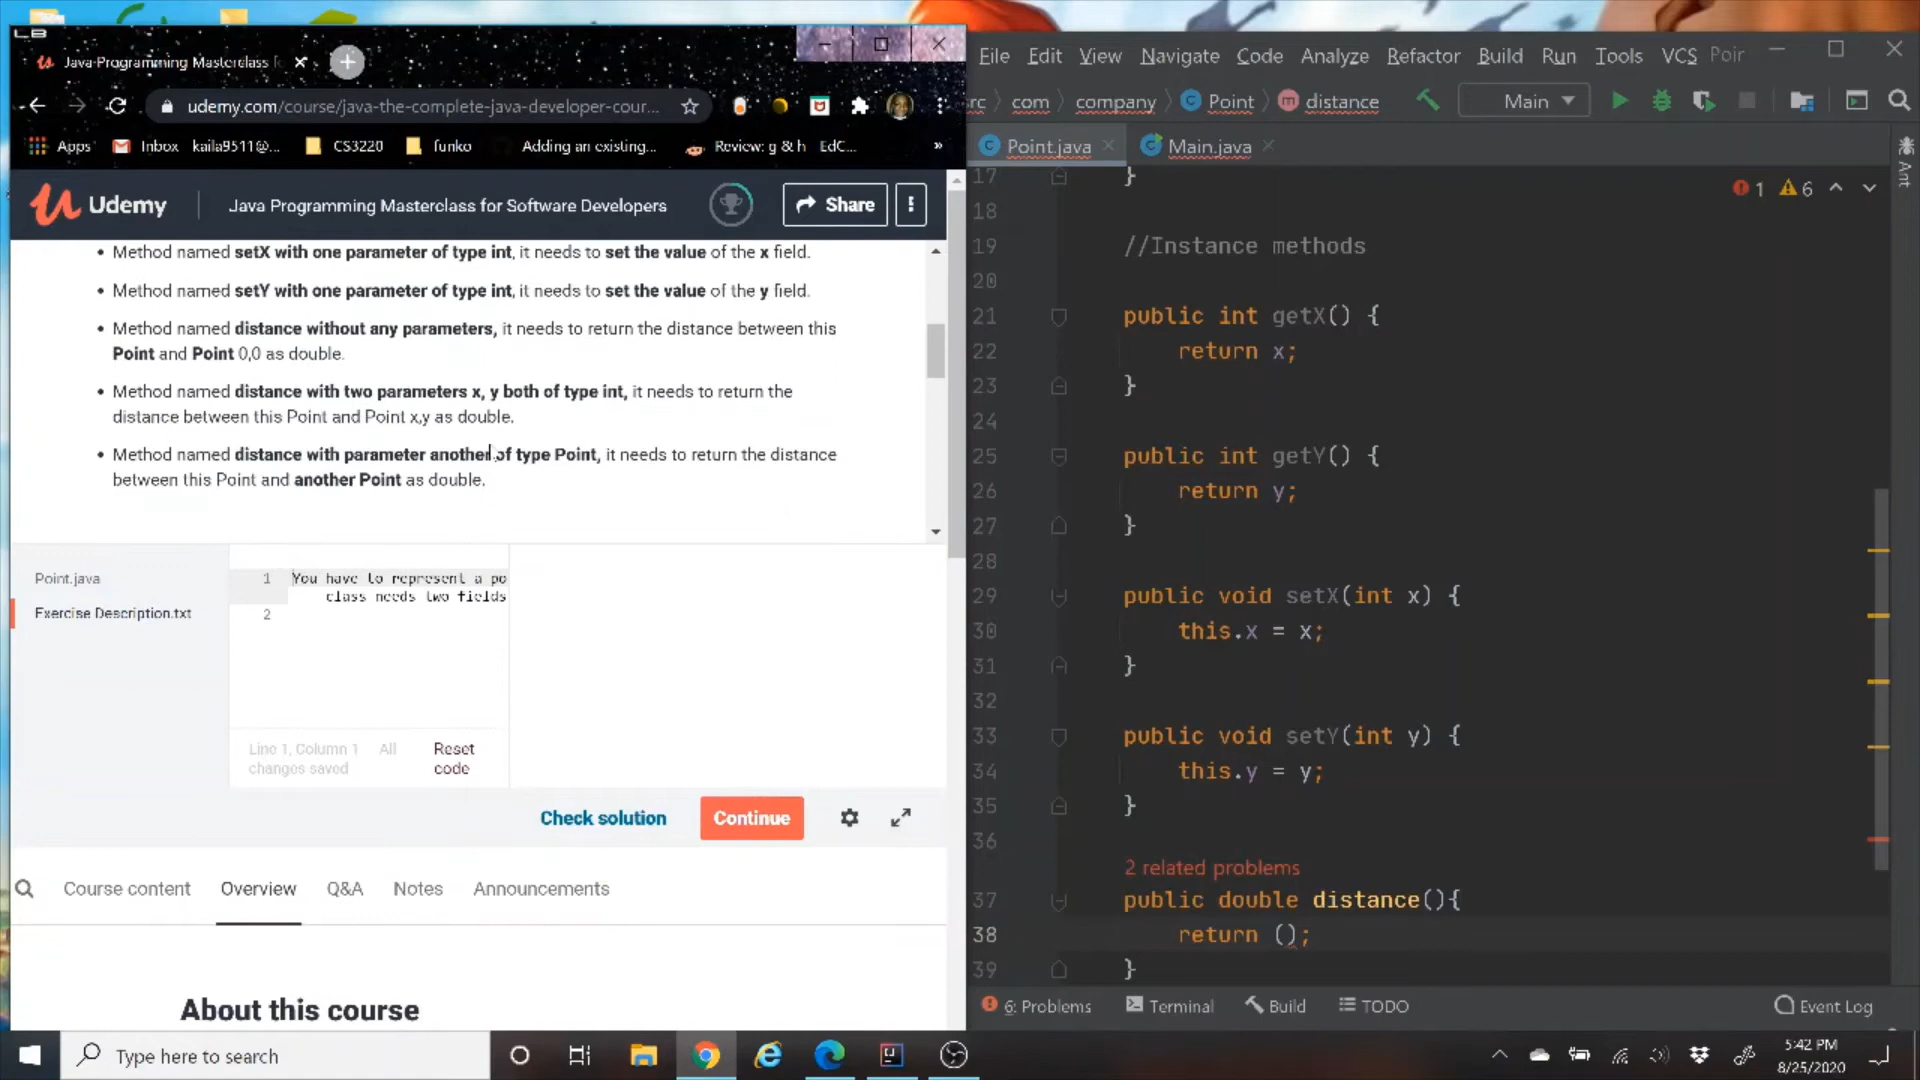 LB
Java Programming Masterclass f
udemy.com/course/java-the-complete-java-developer-cour...
Apps
Inbox
kaila9511@...
CS3220
funko
Adding an existing...
Review: g & h
EdC...
»
Udemy
Java Programming Masterclass for Software Developers
Share
• Method named setX with one parameter of type int, it needs to set the value of the x field.
• Method named setY with one parameter of type int, it needs to set the value of the y field.
• Method named distance without any parameters, it needs to return the distance between this
Point and Point 0,0 as double.
• Method named distance with two parameters x, y both of type int, it needs to return the
distance between this Point and Point x,y as double.
• Method named distance with parameter another of type Point, it needs to return the distance
between this Point and another Point as double.
Point.java
Exercise Description.txt
1 You have to represent a po
class needs two fields
2
Line 1, Column 1 All
changes saved
Reset
code
Check solution
Continue
Course content
Overview
Q&A
Notes
Announcements
About this course
File Edit View Navigate Code Analyze Refactor Build Run Tools VCS Poir
rc com company Point distance
Main
Point.java
Main.java
Ant
1 6
17 }
18
19 //Instance methods
20
21 public int getX() {
22 return x;
23 }
24
25 public int getY() {
26 return y;
27 }
28
29 public void setX(int x) {
30 this.x = x;
31 }
32
33 public void setY(int y) {
34 this.y = y;
35 }
36
2 related problems
37 public double distance(){
38 return ();
39 }
6: Problems
Terminal
Build
TODO
Event Log
Type here to search
5:42 PM
8/25/2020